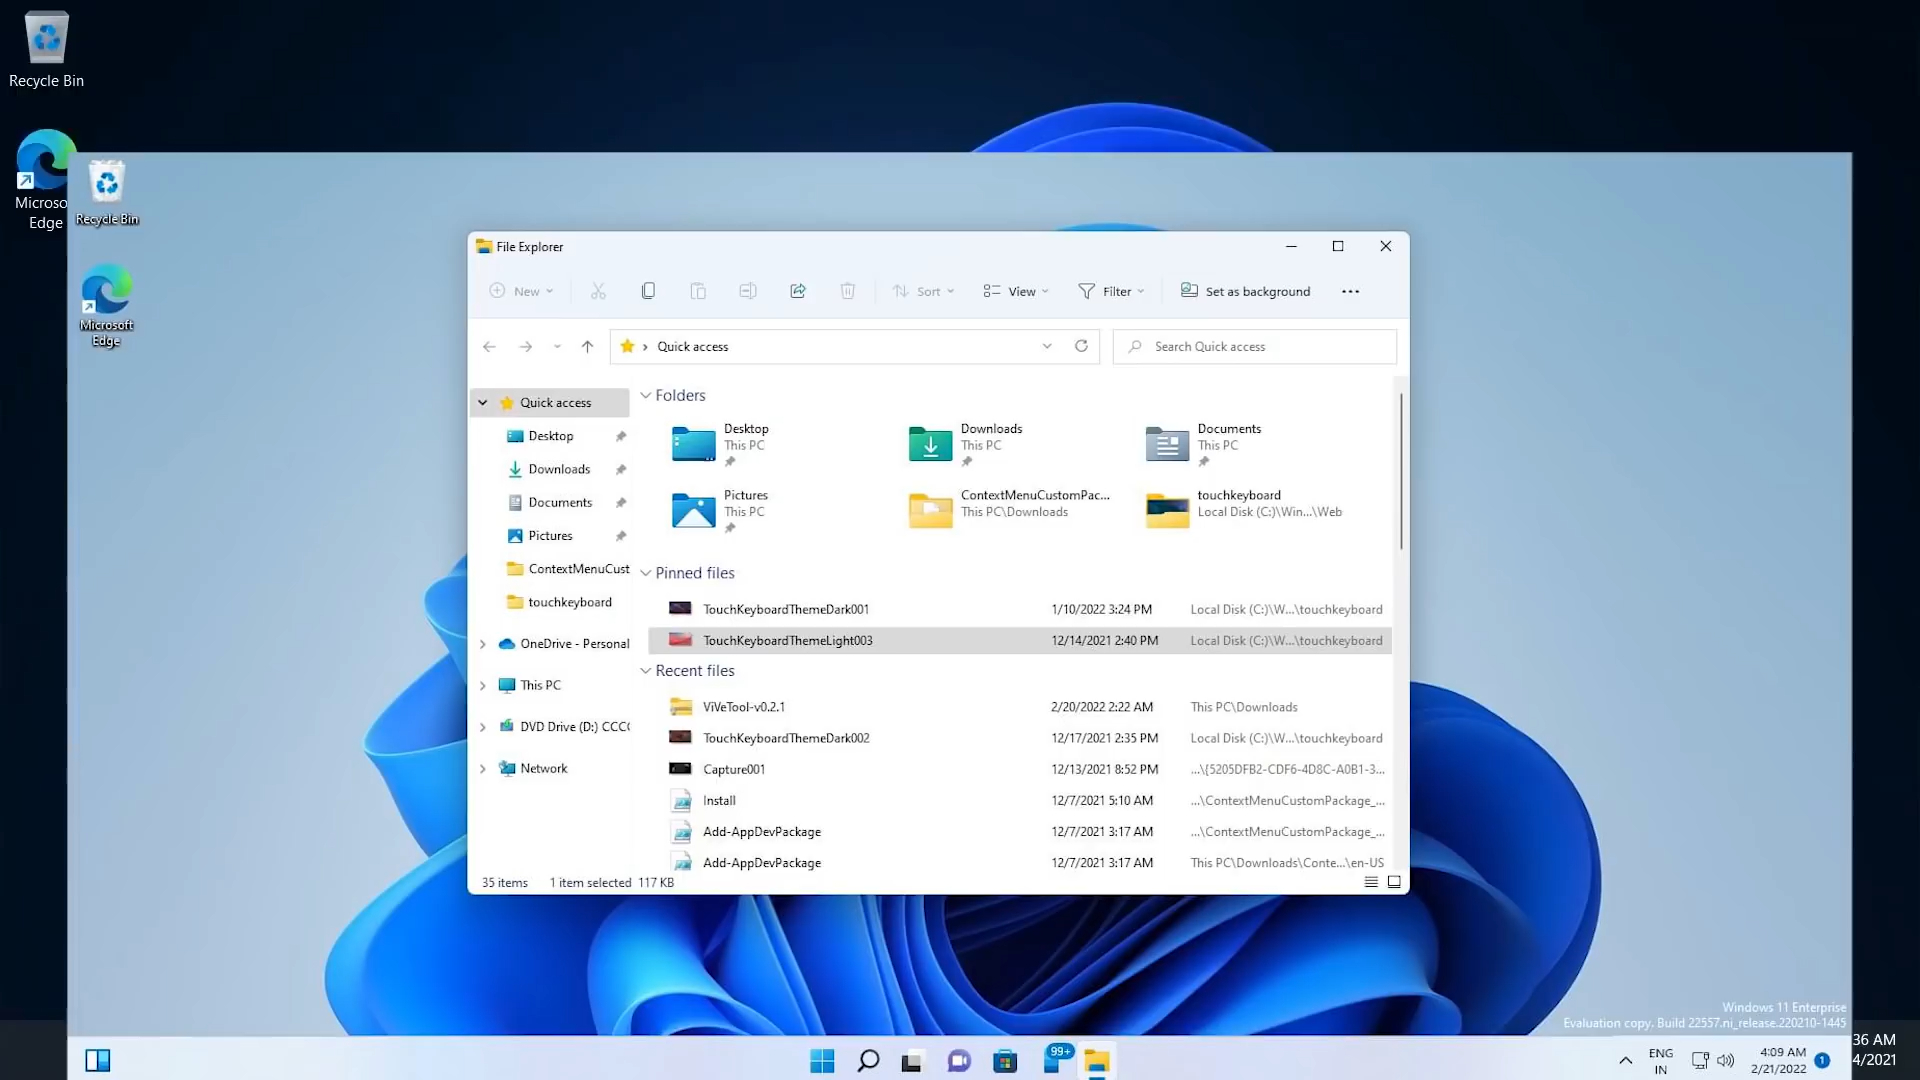 Recycle Bin
Microso
Edge
Recycle Bin
Microsoft
Edge
File Explorer
New
Sort
View
Filter
Set as background
Quick access
Search Quick access
Quick access
Desktop
Downloads
Documents
Pictures
ContextMenuCust
touchkeyboard
OneDrive - Personal
This PC
DVD Drive (D:) CCC
Network
Folders
Desktop
This PC
Downloads
This PC
Documents
This PC
Pictures
This PC
ContextMenuCustomPac...
This PC\Downloads
touchkeyboard
Local Disk (C:)\Win...\Web
Pinned files
TouchKeyboardThemeDark001 1/10/2022 3:24 PM Local Disk (C:)\W...\touchkeyboard
TouchKeyboardThemeLight003 12/14/2021 2:40 PM Local Disk (C:)\W...\touchkeyboard
Recent files
ViVeTool-v0.2.1 2/20/2022 2:22 AM This PC\Downloads
TouchKeyboardThemeDark002 12/17/2021 2:35 PM Local Disk (C:)\W...\touchkeyboard
Capture001 12/13/2021 8:52 PM ...\{5205DFB2-CDF6-4D8C-A0B1-3...
Install 12/7/2021 5:10 AM ...\ContextMenuCustomPackage_...
Add-AppDevPackage 12/7/2021 3:17 AM ...\ContextMenuCustomPackage_...
Add-AppDevPackage 12/7/2021 3:17 AM This PC\Downloads\Conte...\en-US
35 items 1 item selected 117 KB
Windows 11 Enterprise
Evaluation copy. Build 22557.ni_release.220210-1445
99+
ENG
IN
4:09 AM
2/21/2022
1
36 AM
4/2021